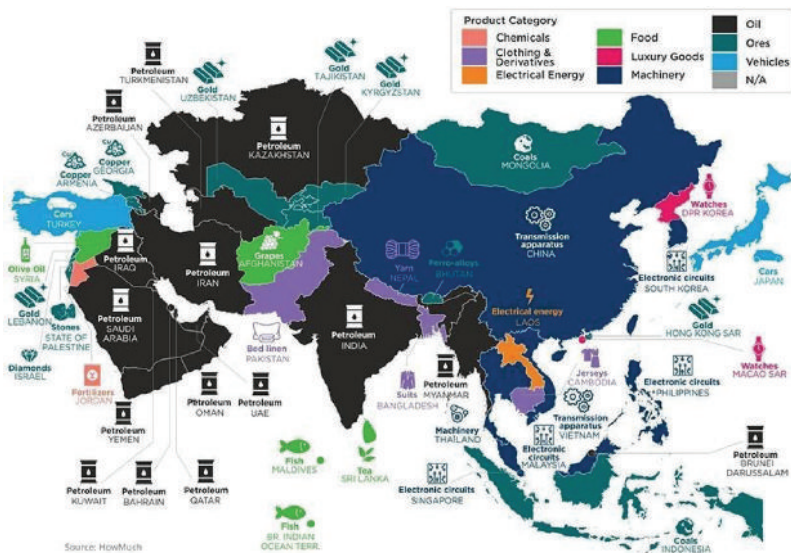 Product Category
Chemicals
Clothing &
Derivatives
Electrical Energy
Food
Luxury Goods
Machinery
Oil
Ores
Vehicles
N/A
Petroleum
TURKMENISTAN
Gold
UZBEKISTAN
Gold
TAJIKISTAN
Gold
KYRGYZSTAN
Petroleum
AZERBAIJAN
Copper
GEORGIA
Copper
ARMENIA
Petroleum
KAZAKHSTAN
Coals
MONGOLIA
Cars
TURKEY
Watches
DPR KOREA
Olive Oil
SYRIA
Petroleum
IRAQ
Petroleum
IRAN
Grapes
AFGHANISTAN
Transmission
apparatus
CHINA
Yarn
NEPAL
Ferro-alloys
BHUTAN
Electronic circuits
SOUTH KOREA
Cars
JAPAN
Gold
LEBANON
Stones
STATE OF
PALESTINE
Petroleum
SAUDI
ARABIA
Bed linen
PAKISTAN
Petroleum
INDIA
Electrical energy
LAOS
Gold
HONG KONG SAR
Diamonds
ISRAEL
Fertilizers
JORDAN
Petroleum
OMAN
Petroleum
UAE
Suits
BANGLADESH
Petroleum
MYANMAR
Jerseys
CAMBODIA
Electronic circuits
PHILIPPINES
Watches
MACAO SAR
Petroleum
YEMEN
Machinery
THAILAND
Transmission
apparatus
VIETNAM
Fish
MALDIVES
Tea
SRI LANKA
Electronic
circuits
MALAYSIA
Petroleum
BRUNEI
DARUSSALAM
Petroleum
KUWAIT
Petroleum
BAHRAIN
Petroleum
QATAR
Electronic circuits
SINGAPORE
Fish
BR. INDIAN
OCEAN TERR.
Coals
INDONESIA
Source: HowMuch